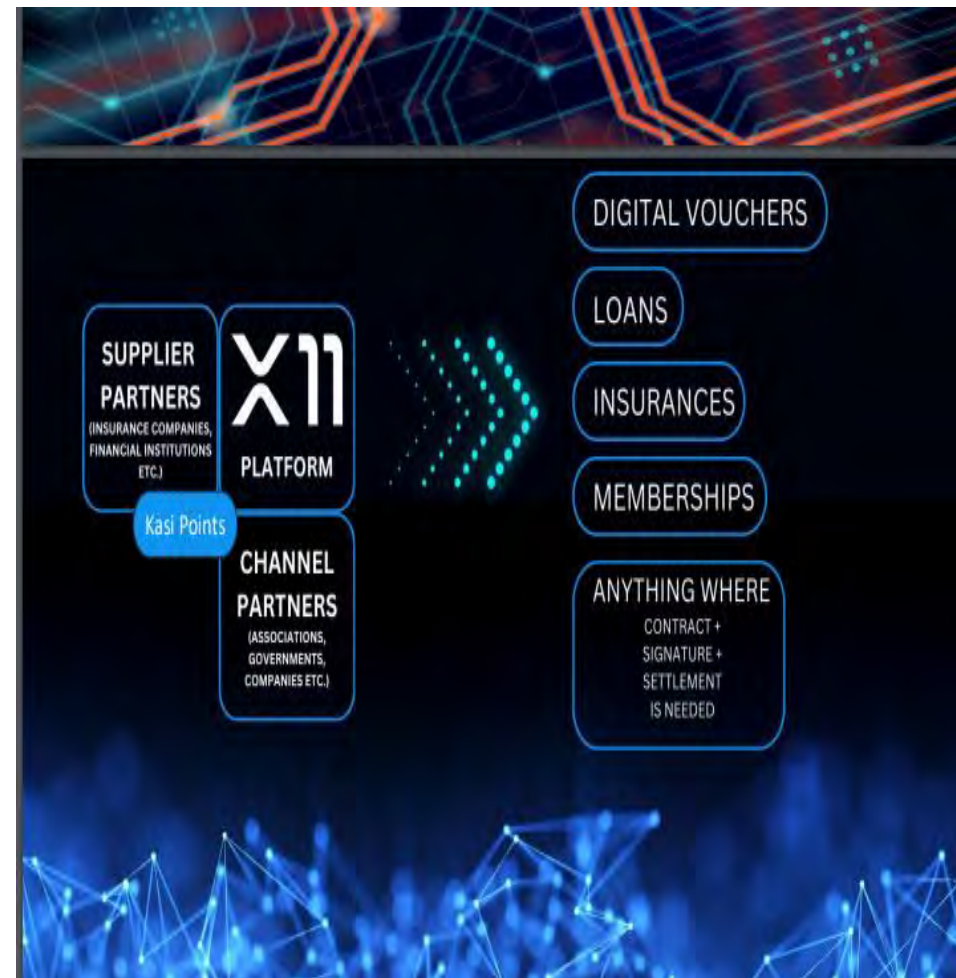 SUPPLIER
PARTNERS
(INSURANCE COMPANIES,
FINANCIAL INSTITUTIONS
ETC.)
X11
PLATFORM
Kasi Points
CHANNEL
PARTNERS
(ASSOCIATIONS,
GOVERNMENTS,
COMPANIES ETC.)
DIGITAL VOUCHERS
LOANS
INSURANCES
MEMBERSHIPS
ANYTHING WHERE
CONTRACT +
SIGNATURE +
SETTLEMENT
IS NEEDED